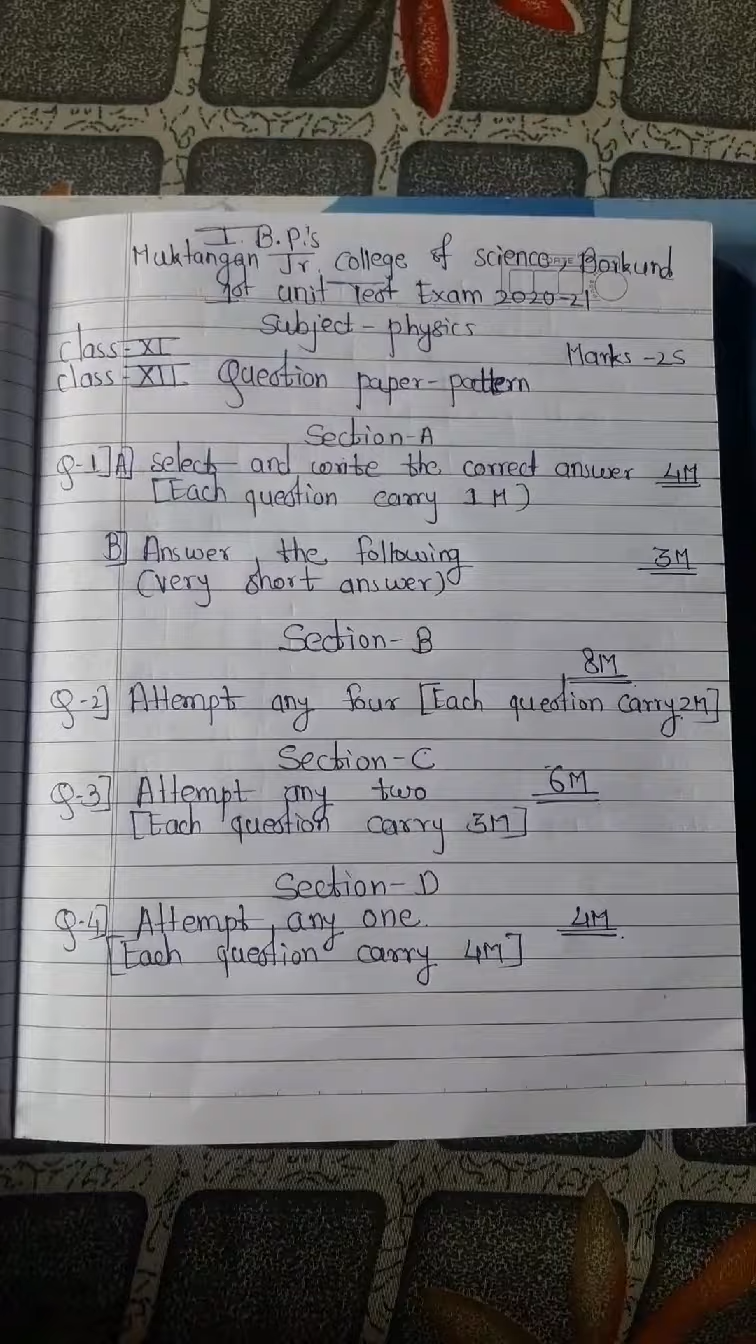 I. B.P.'s
Muktangan Jr. college of science, Borkund
1st unit Test Exam 2020-21
Subject - physics
class - XI
Marks - 25
class - XII Question paper-pattern
Section-A
Q-1] A] select and write the correct answer 4M
[Each question carry 1M]
B] Answer the following 3M
(very short answer)
Section-B
8M
Q-2] Attempt any four [Each question carry 2M]
Section-C
Q-3] Attempt any two 6M
[Each question carry 3M]
Section-D
Q-4] Attempt any one. 4M
[Each question carry 4M]